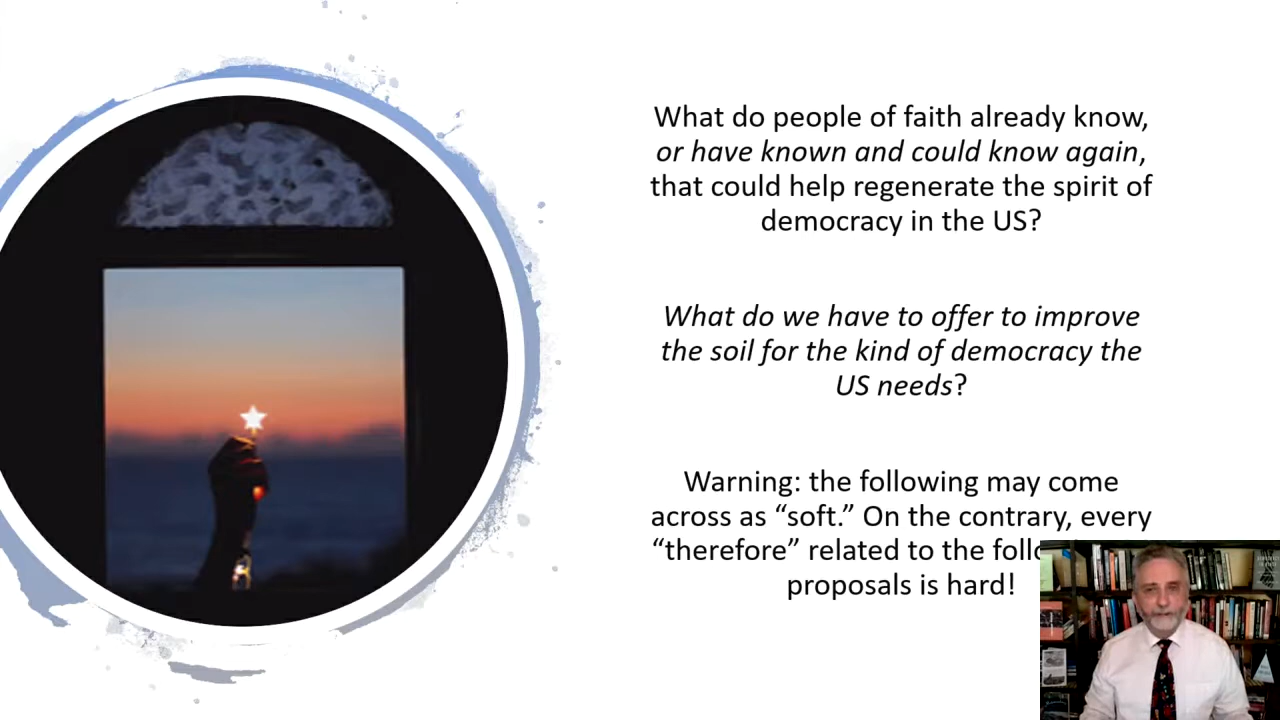 What do people of faith already know,
or have known and could know again,
that could help regenerate the spirit of
democracy in the US?
What do we have to offer to improve
the soil for the kind of democracy the
US needs?
Warning: the following may come
across as “soft.” On the contrary, every
“therefore” related to the
proposals is hard!